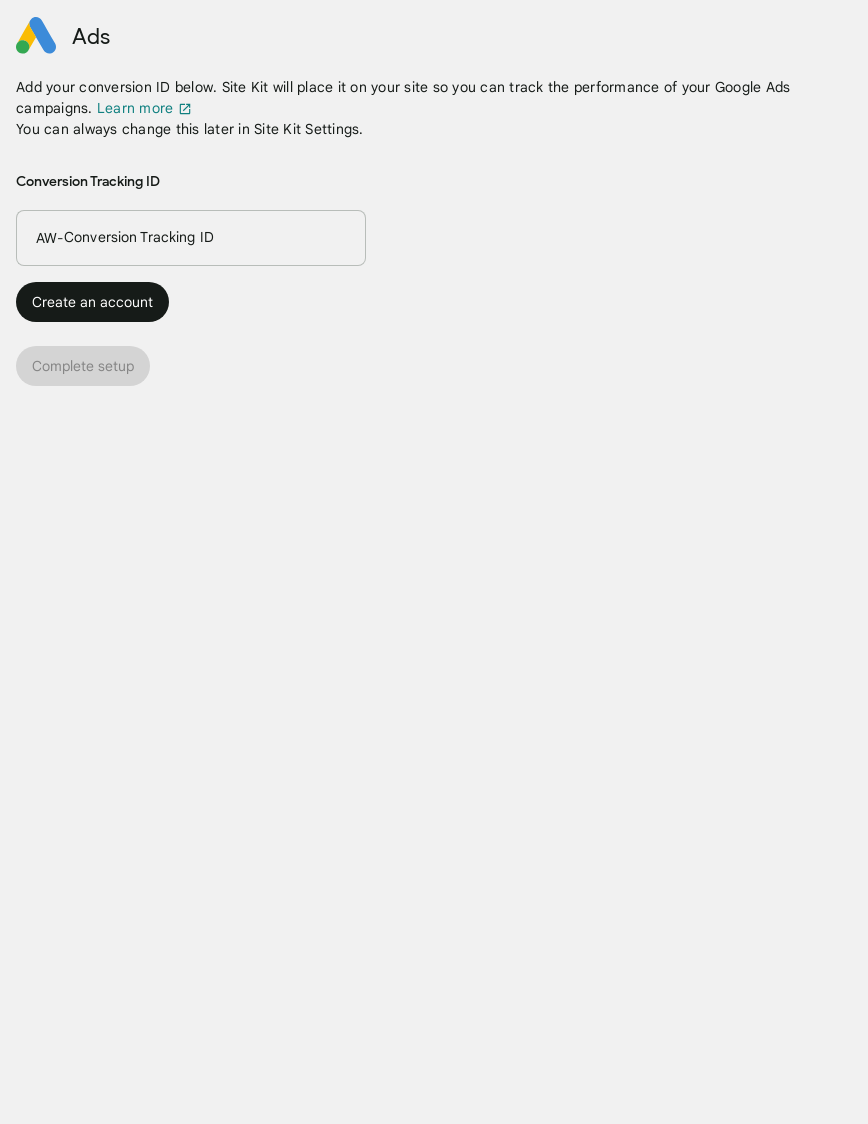 Ads
Add your conversion ID below. Site Kit will place it on your site so you can track the performance of your Google Ads
campaigns. Learn more
You can always change this later in Site Kit Settings.
Conversion Tracking ID
AW-Conversion Tracking ID
Create an account
Complete setup